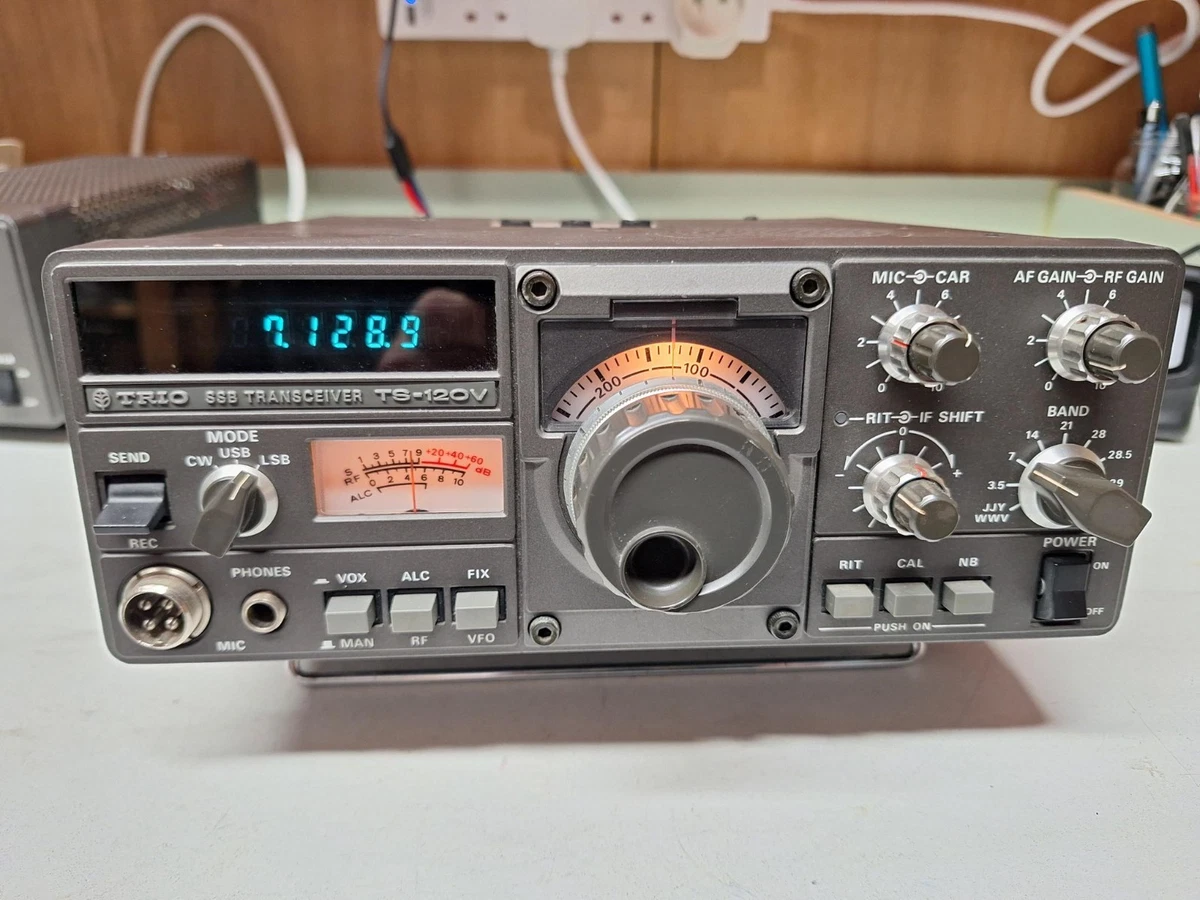 7.128.9
TRIO SSB TRANSCEIVER TS-120V
MODE
CW USB LSB
SEND
REC
S 1 3 5 7 9 +20 +40 +60 dB
RF 0 2 4 6 8 10
ALC
PHONES
MIC
VOX ALC FIX
MAN RF VFO
200 100
MIC CAR
0 2 4 6 10
AF GAIN RF GAIN
0 2 4 6 10
RIT IF SHIFT
- 0 +
BAND
JJY
WWV
3.5 7 14 21 28 28.5 29
RIT CAL NB
PUSH ON
POWER
ON
OFF